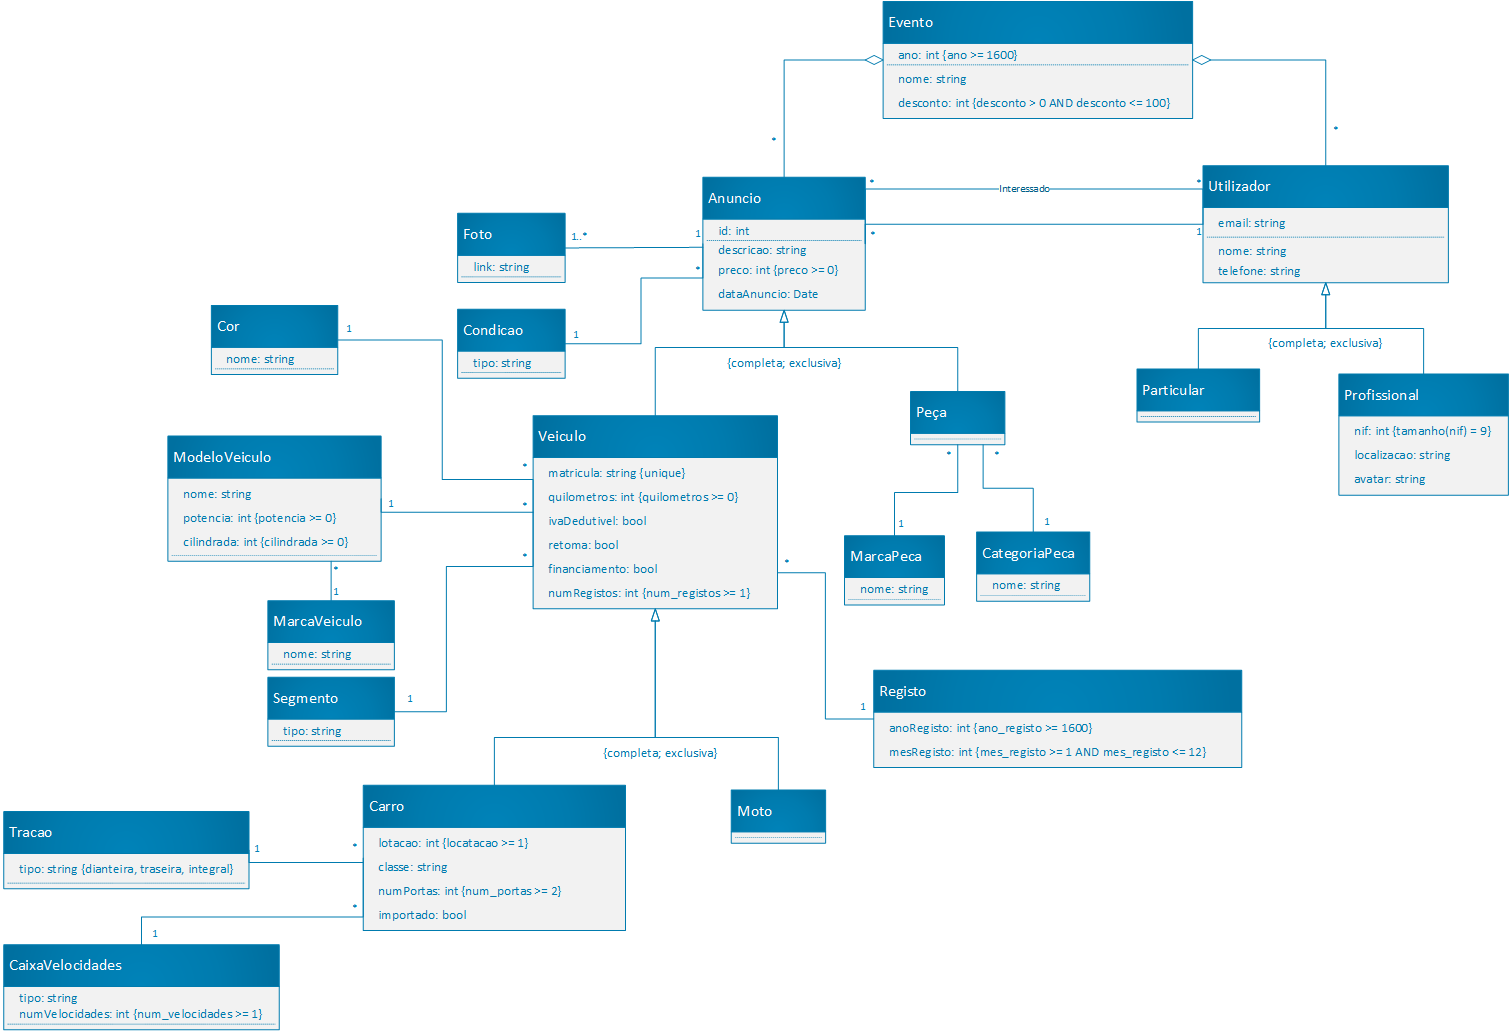 Evento
ano: int {ano >= 1600}
nome: string
desconto: int {desconto > 0 AND desconto <= 100}
*
*
Anuncio
id: int
descricao: string
preco: int {preco >= 0}
dataAnuncio: Date
*
Interessado
*
*
1
Utilizador
email: string
nome: string
telefone: string
Foto
link: string
1..*
1
Condicao
tipo: string
1
*
{completa; exclusiva}
{completa; exclusiva}
Particular
Profissional
nif: int {tamanho(nif) = 9}
localizacao: string
avatar: string
Cor
nome: string
1
*
Veiculo
matricula: string {unique}
quilometros: int {quilometros >= 0}
ivaDedutivel: bool
retoma: bool
financiamento: bool
numRegistos: int {num_registos >= 1}
Peça
*
*
1
1
MarcaPeca
nome: string
CategoriaPeca
nome: string
ModeloVeiculo
nome: string
potencia: int {potencia >= 0}
cilindrada: int {cilindrada >= 0}
1
*
*
1
MarcaVeiculo
nome: string
Segmento
tipo: string
1
*
*
1
Registo
anoRegisto: int {ano_registo >= 1600}
mesRegisto: int {mes_registo >= 1 AND mes_registo <= 12}
{completa; exclusiva}
Carro
lotacao: int {locatacao >= 1}
classe: string
numPortas: int {num_portas >= 2}
importado: bool
Moto
Tracao
tipo: string {dianteira, traseira, integral}
1
*
*
1
CaixaVelocidades
tipo: string
numVelocidades: int {num_velocidades >= 1}